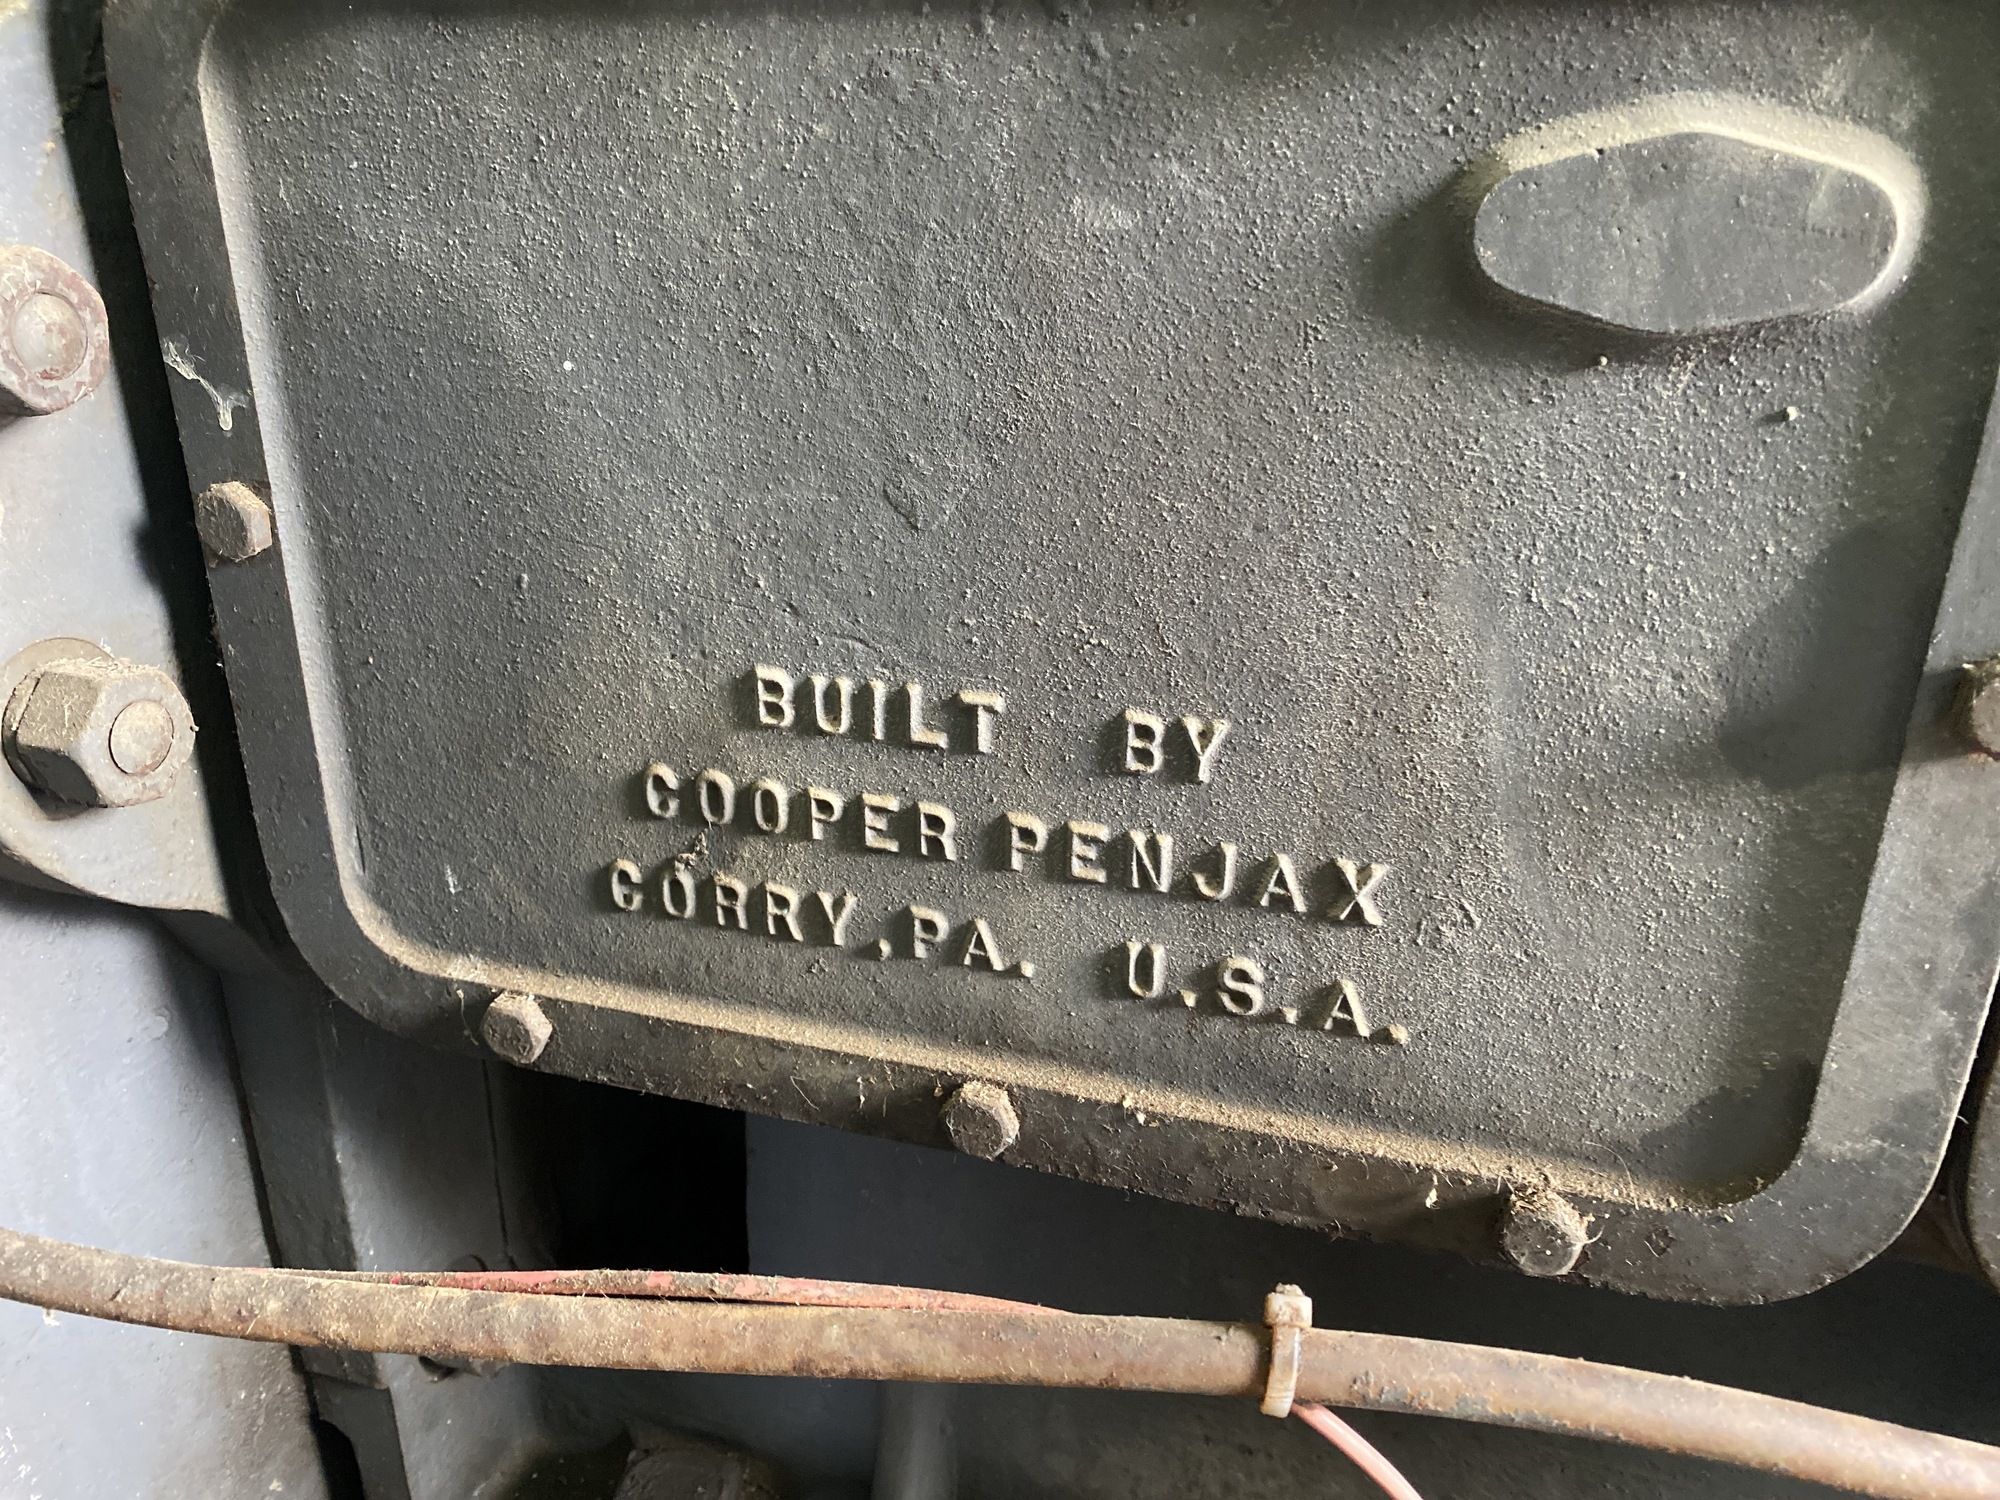 BUILT BY
COOPER PENJAX
CORRY, PA. U.S.A.